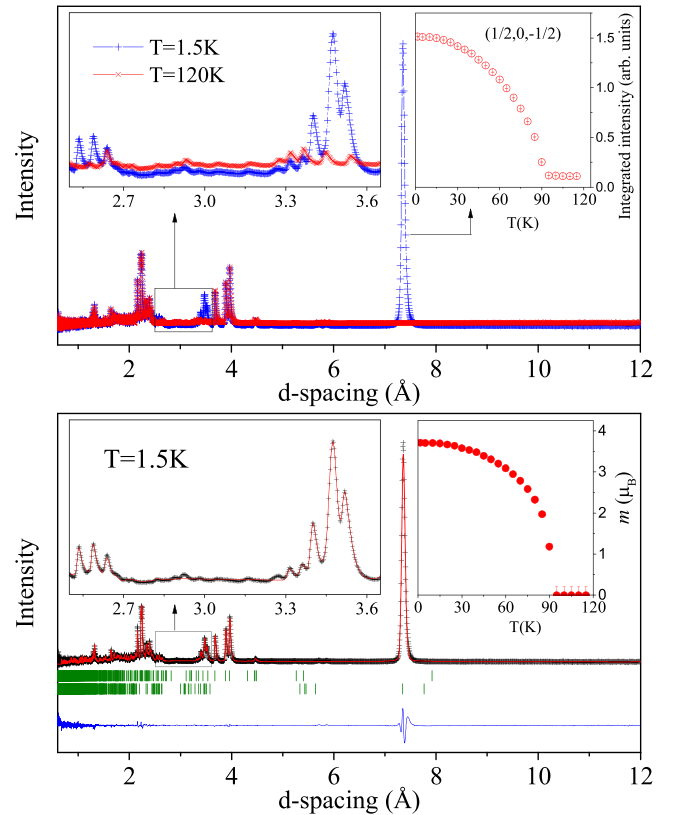 T=1.5K
T=120K
2.7 3.0 3.3 3.6
(1/2,0,-1/2)
1.5
1.0
0.5
0.0
0 30 60 90 120
T(K)
Integrated intensity (arb. units)
Intensity
2 4 6 8 10 12
d-spacing (Å)
T=1.5K
2.7 3.0 3.3 3.6
4
3
2
1
0
0 30 60 90 120
T(K)
m (μB)
Intensity
2 4 6 8 10 12
d-spacing (Å)